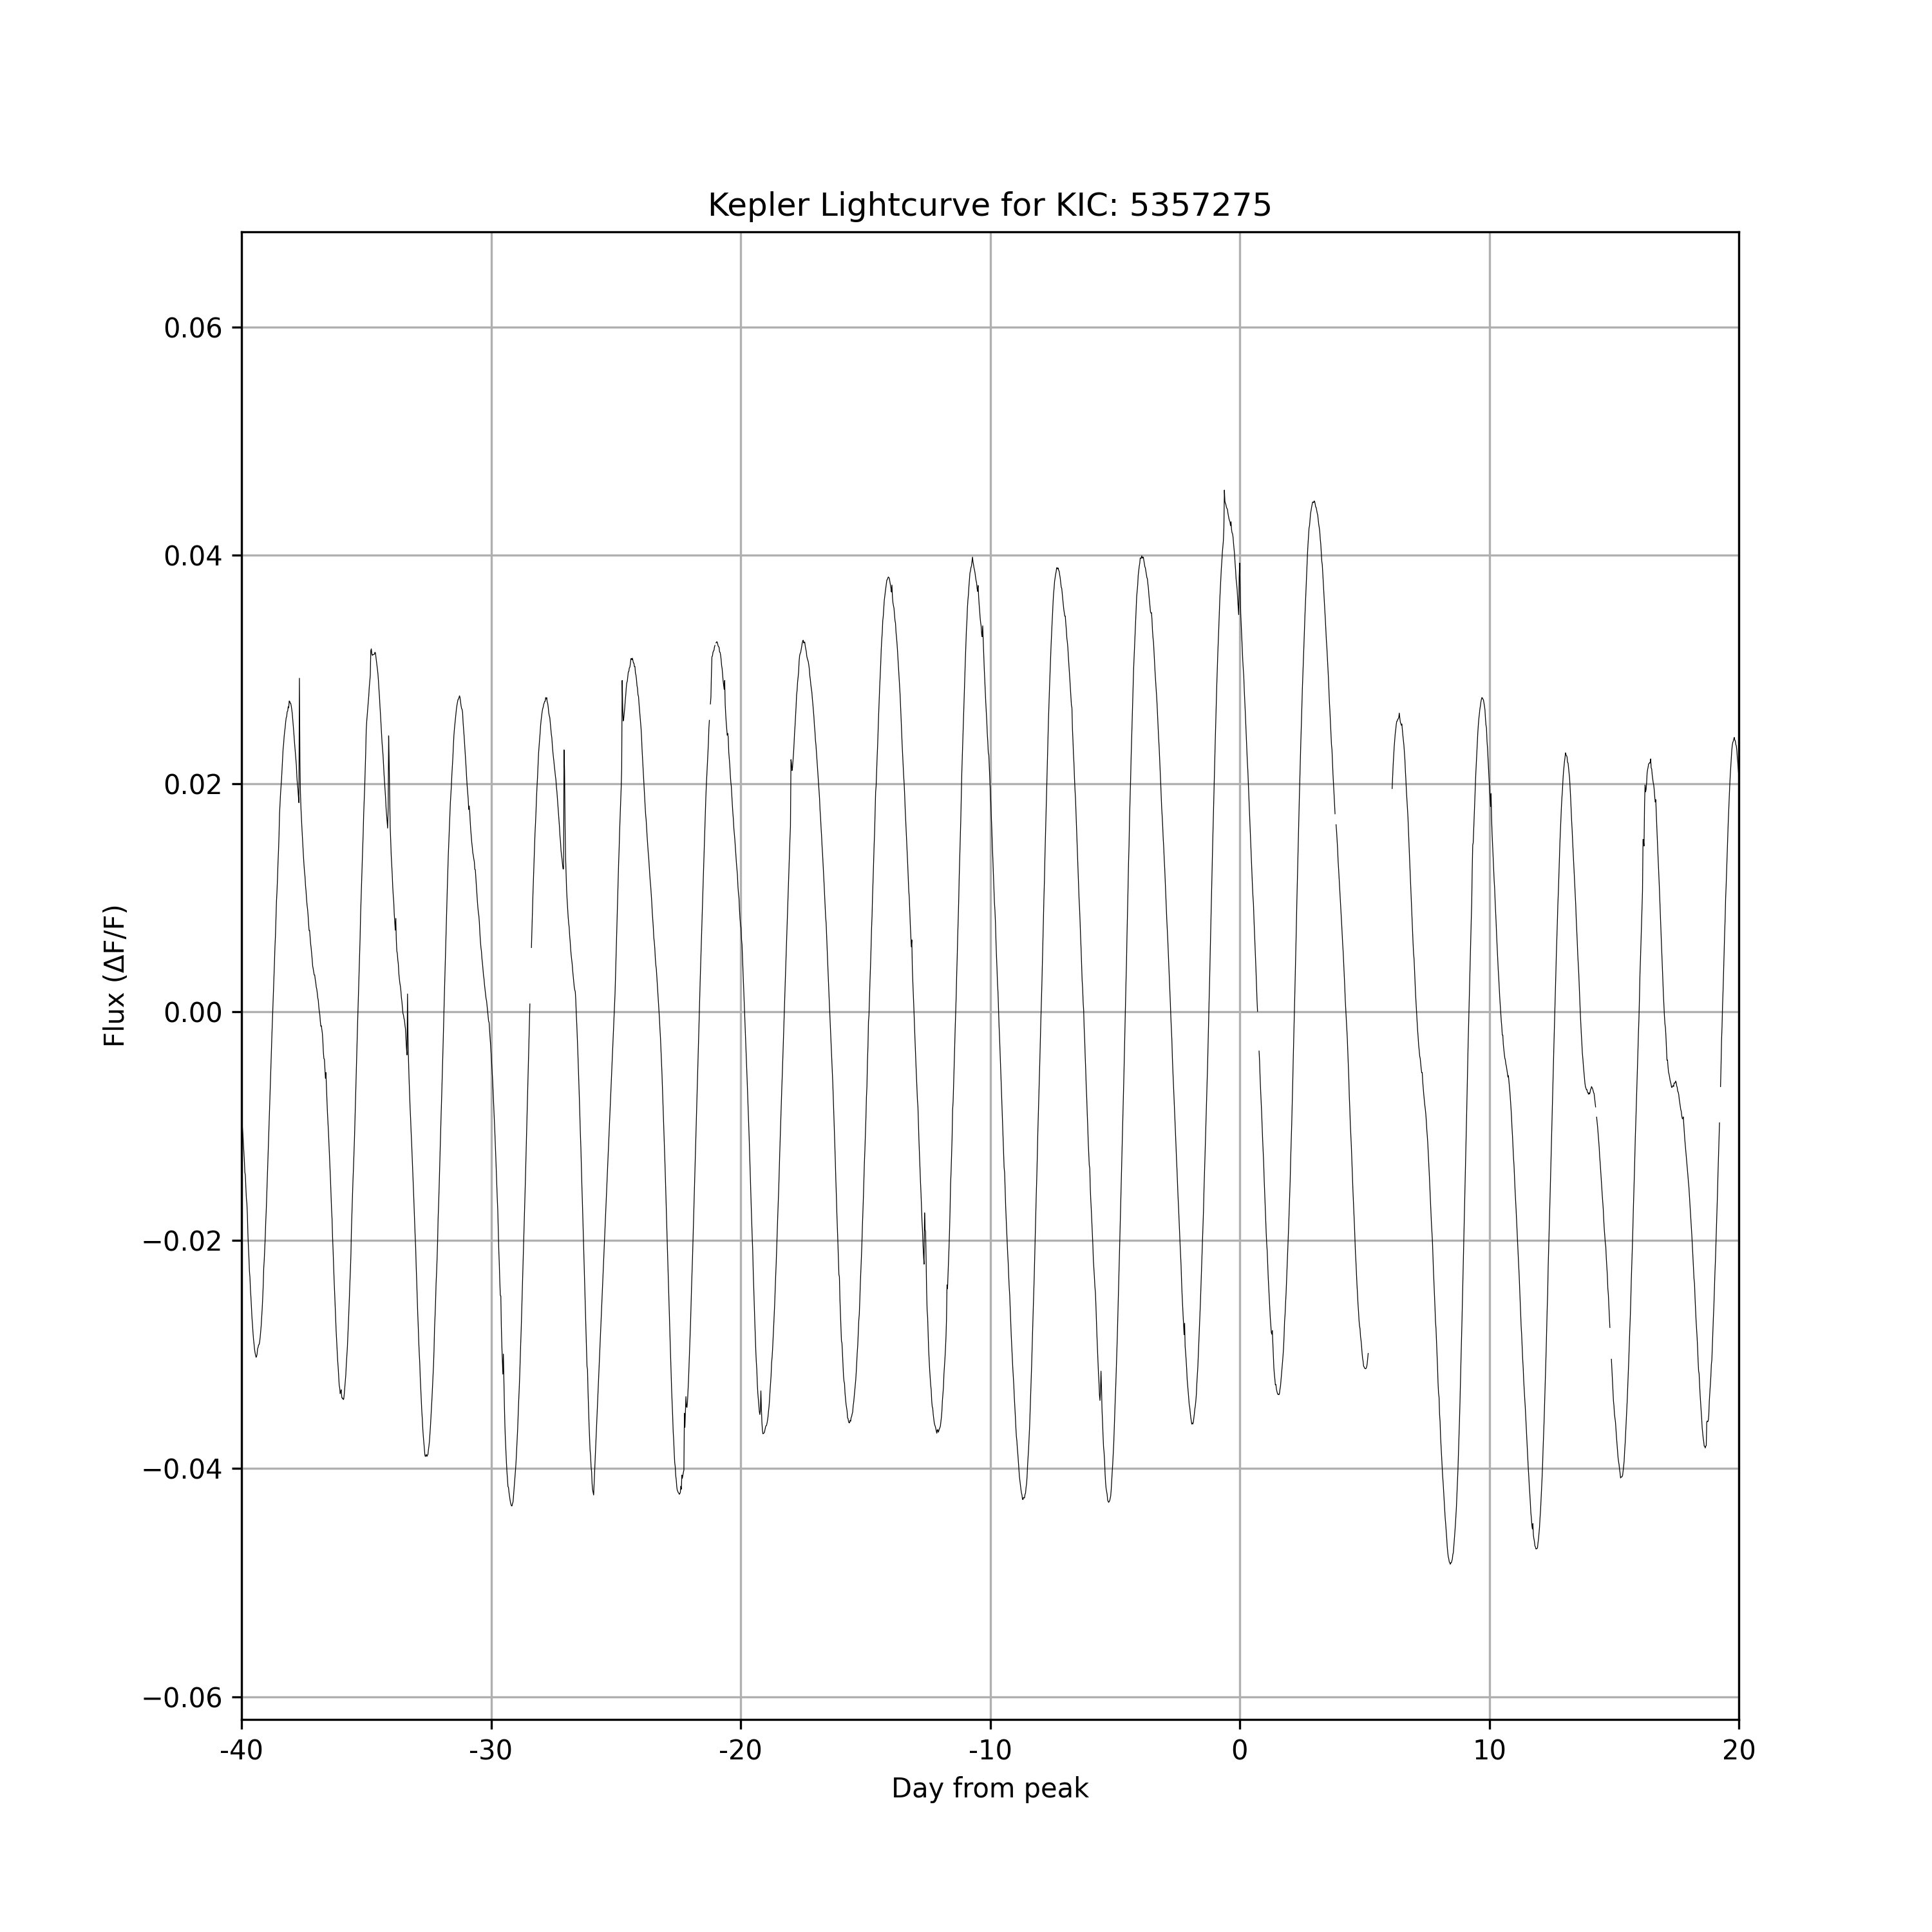 Kepler Lightcurve for KIC: 5357275
Flux (ΔF/F)
0.06
0.04
0.02
0.00
−0.02
−0.04
−0.06
-40 -30 -20 -10 0 10 20
Day from peak